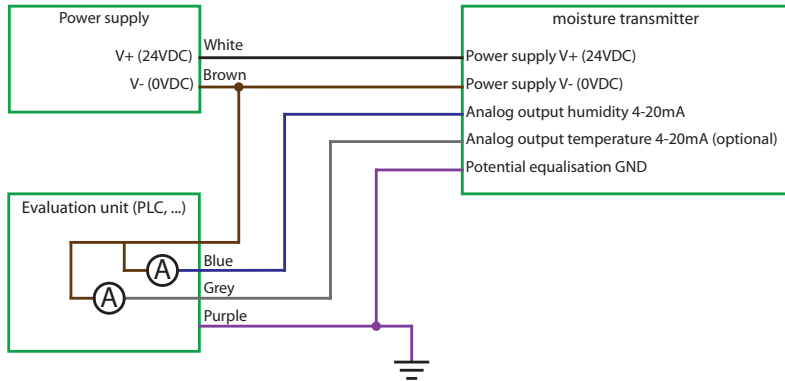 Power supply
V+ (24VDC)
V- (0VDC)
White
Brown
moisture transmitter
Power supply V+ (24VDC)
Power supply V- (0VDC)
Analog output humidity 4-20mA
Analog output temperature 4-20mA (optional)
Potential equalisation GND
Evaluation unit (PLC, ...)
A
Blue
A
Grey
Purple